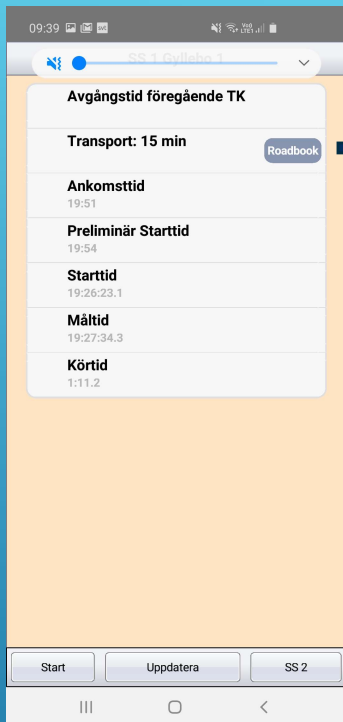 09:39
SS 1 Gyllebo 1
Avgångstid föregående TK
Transport: 15 min
Roadbook
Ankomsttid
19:51
Preliminär Starttid
19:54
Starttid
19:26:23.1
Måltid
19:27:34.3
Körtid
1:11.2
Start
Uppdatera
SS 2